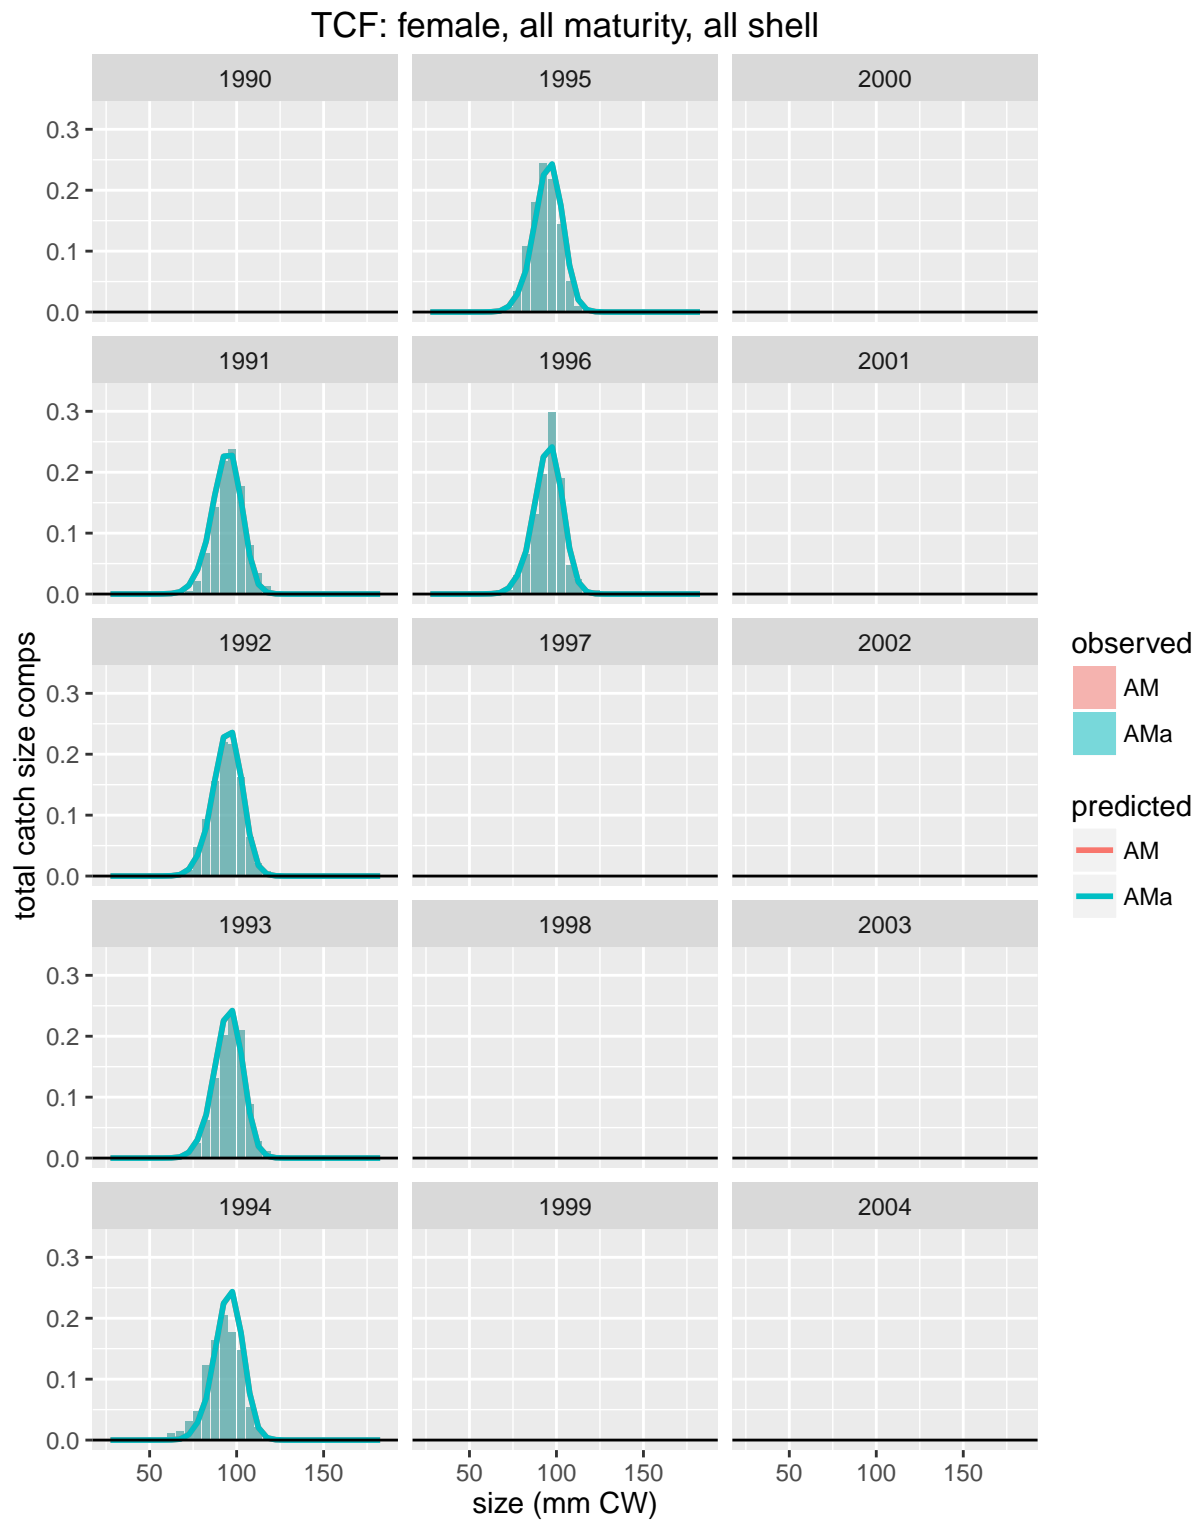 TCF: female, all maturity, all shell
1990 1995 2000
0.3
0.2
0.1
0.0
1991 1996 2001
0.3
0.2
0.1
0.0
1992 1997 2002
0.3
0.2
0.1
0.0
1993 1998 2003
0.3
0.2
0.1
0.0
1994 1999 2004
0.3
0.2
0.1
0.0
50 100 150 50 100 150 50 100 150
size (mm CW)
total catch size comps
observed
AM
AMa
predicted
AM
AMa